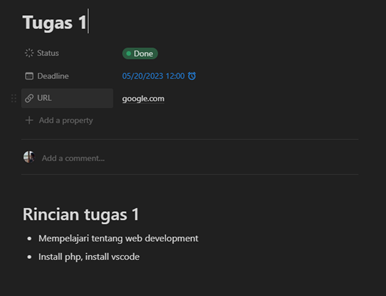 Tugas 1
Status Done
Deadline 05/20/2023 12:00
URL google.com
Add a property
Add a comment...
Rincian tugas 1
• Mempelajari tentang web development
• Install php, install vscode